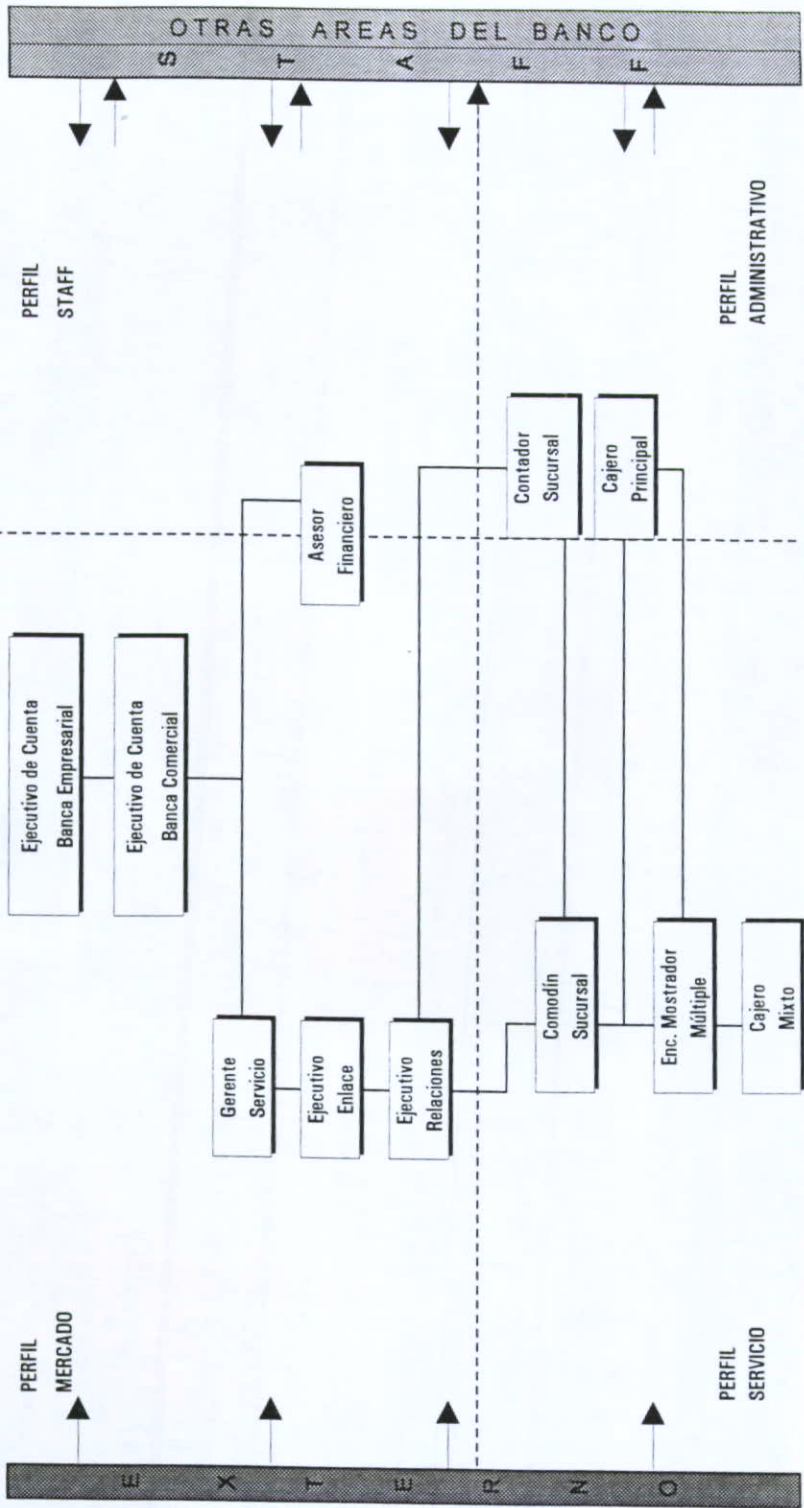 OTRAS AREAS DEL BANCO
STAFF
PERFIL
STAFF
PERFIL
ADMINISTRATIVO
Ejecutivo de Cuenta
Banca Empresarial
Ejecutivo de Cuenta
Banca Comercial
Asesor
Financiero
Contador
Sucursal
Cajero
Principal
Gerente
Servicio
Ejecutivo
Enlace
Ejecutivo
Relaciones
Comodín
Sucursal
Enc. Mostrador
Múltiple
Cajero
Mixto
PERFIL
MERCADO
PERFIL
SERVICIO
EXTERNO